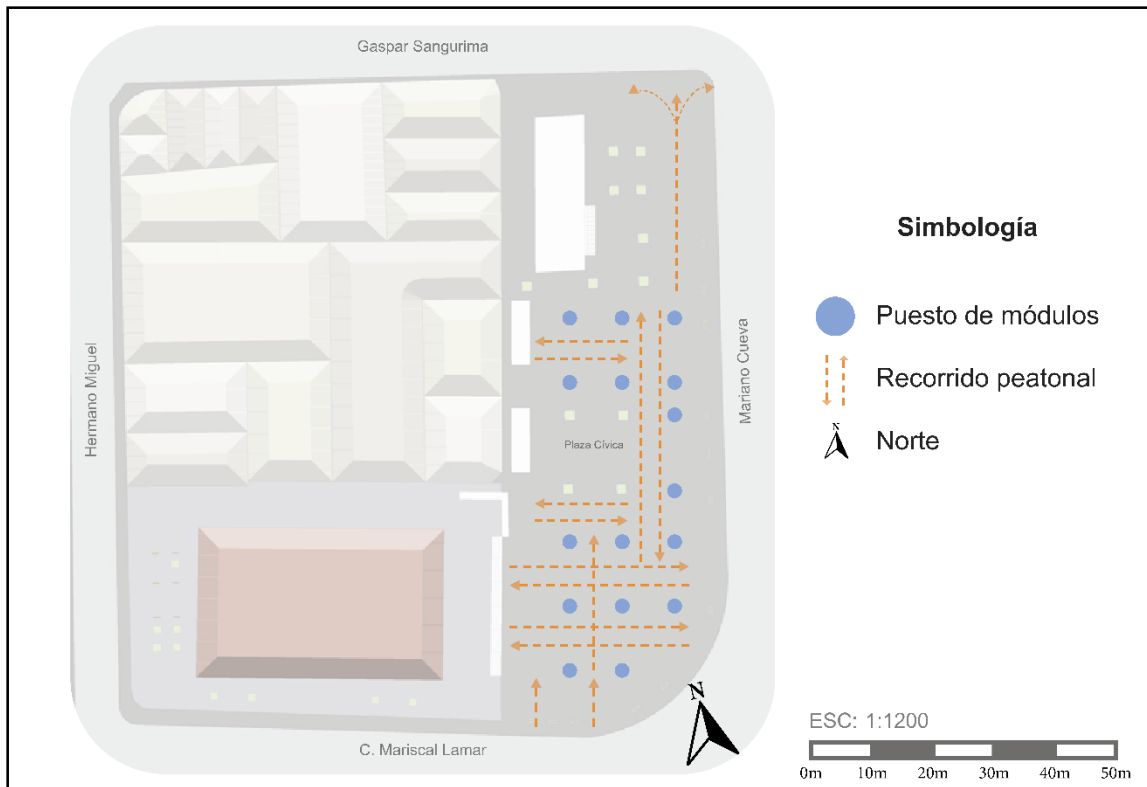 Gaspar Sangurima
Hermano Miguel
Plaza Cívica
Mariano Cueva
C. Mariscal Lamar
N
Simbología
Puesto de módulos
Recorrido peatonal
N
Norte
ESC: 1:1200
0m 10m 20m 30m 40m 50m